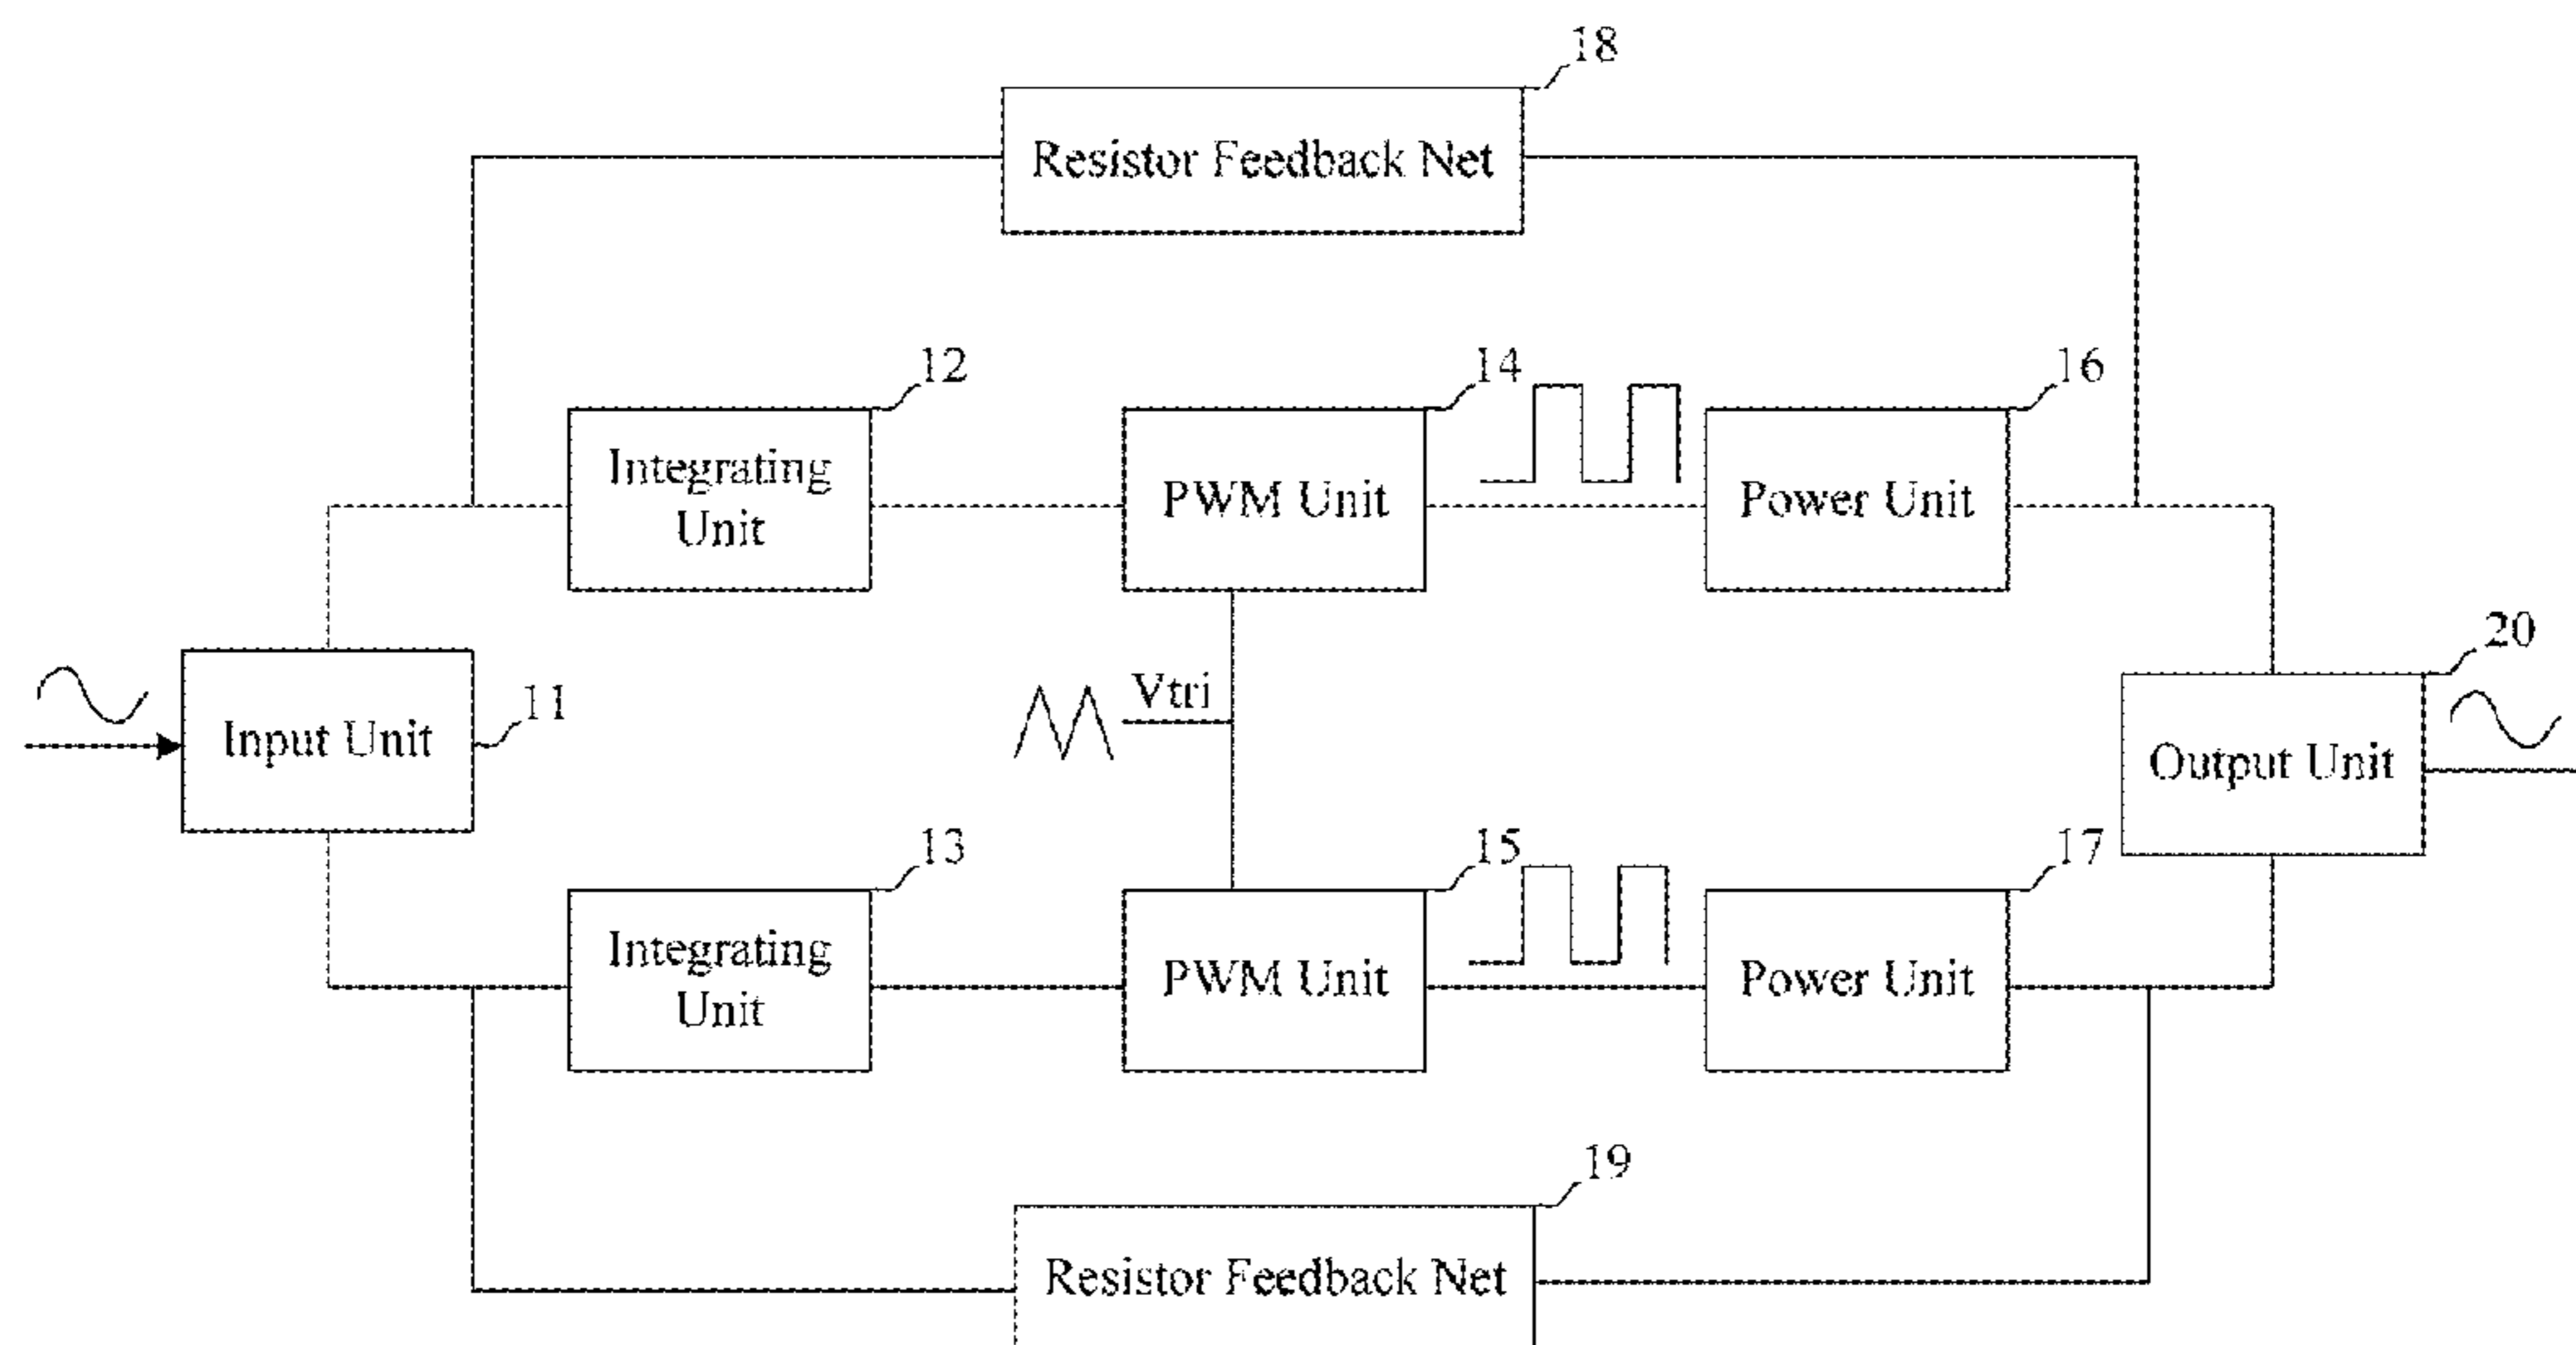 18
Resistor Feedback Net
12
14
16
Integrating
Unit
PWM Unit
Power Unit
20
Vtri
11
Input Unit
Output Unit
13
15
17
Integrating
Unit
PWM Unit
Power Unit
19
Resistor Feedback Net